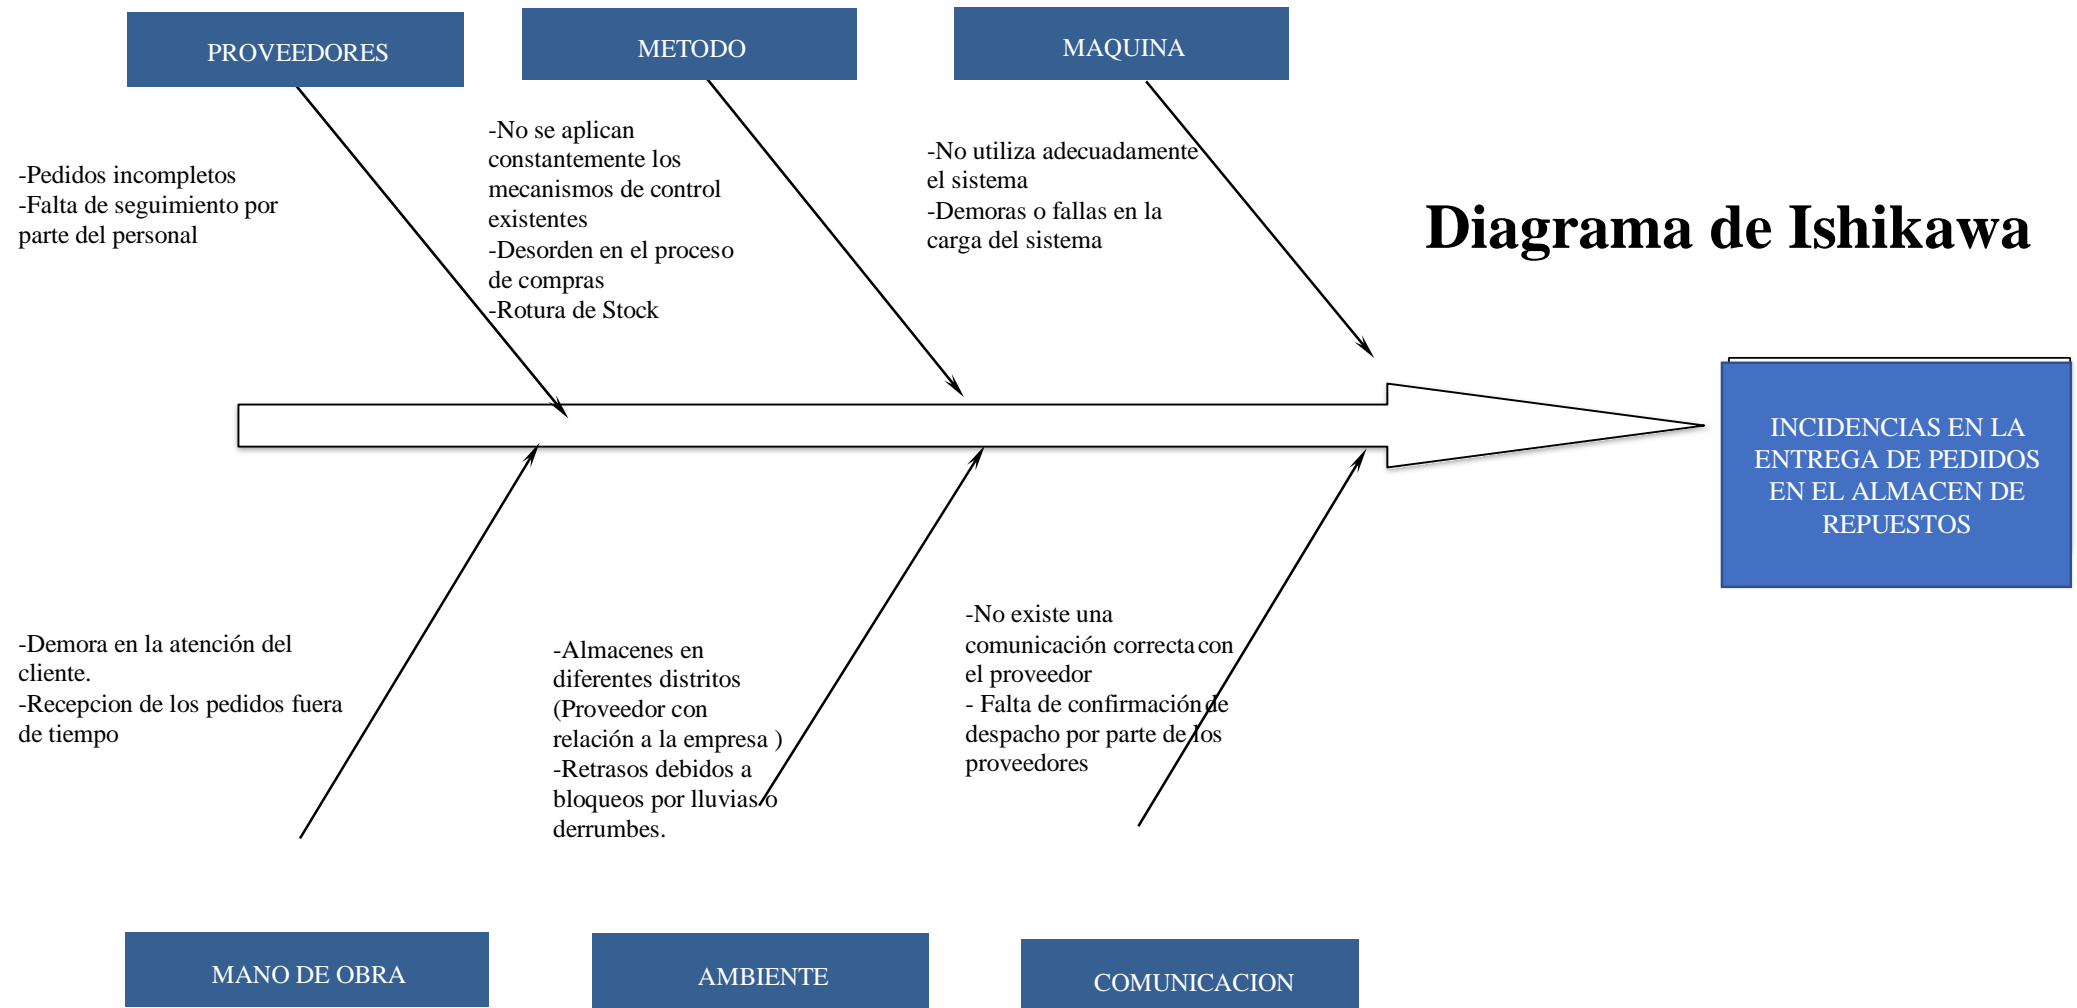 PROVEEDORES
METODO
MAQUINA
-Pedidos incompletos
-Falta de seguimiento por
parte del personal
-No se aplican
constantemente los
mecanismos de control
existentes
-Desorden en el proceso
de compras
-Rotura de Stock
-No utiliza adecuadamente
el sistema
-Demoras o fallas en la
carga del sistema
Diagrama de Ishikawa
INCIDENCIAS EN LA
ENTREGA DE PEDIDOS
EN EL ALMACEN DE
REPUESTOS
-Demora en la atención del
cliente.
-Recepcion de los pedidos fuera
de tiempo
-Almacenes en
diferentes distritos
(Proveedor con
relación a la empresa )
-Retrasos debidos a
bloqueos por lluvias o
derrumbes.
-No existe una
comunicación correcta con
el proveedor
- Falta de confirmación de
despacho por parte de los
proveedores
MANO DE OBRA
AMBIENTE
COMUNICACION